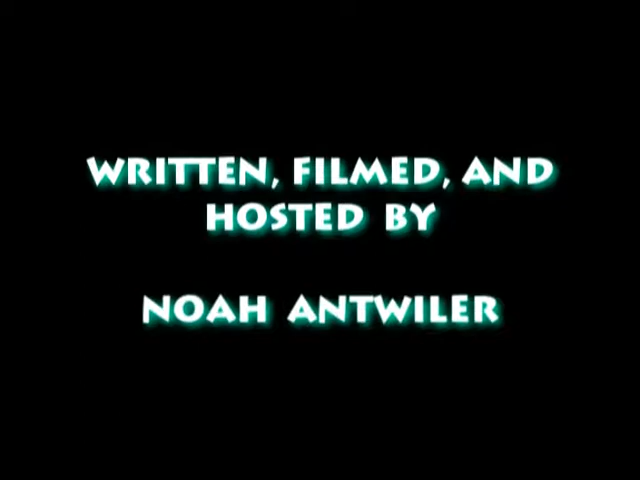 WRITTEN, FILMED, AND
HOSTED BY
NOAH ANTWILER